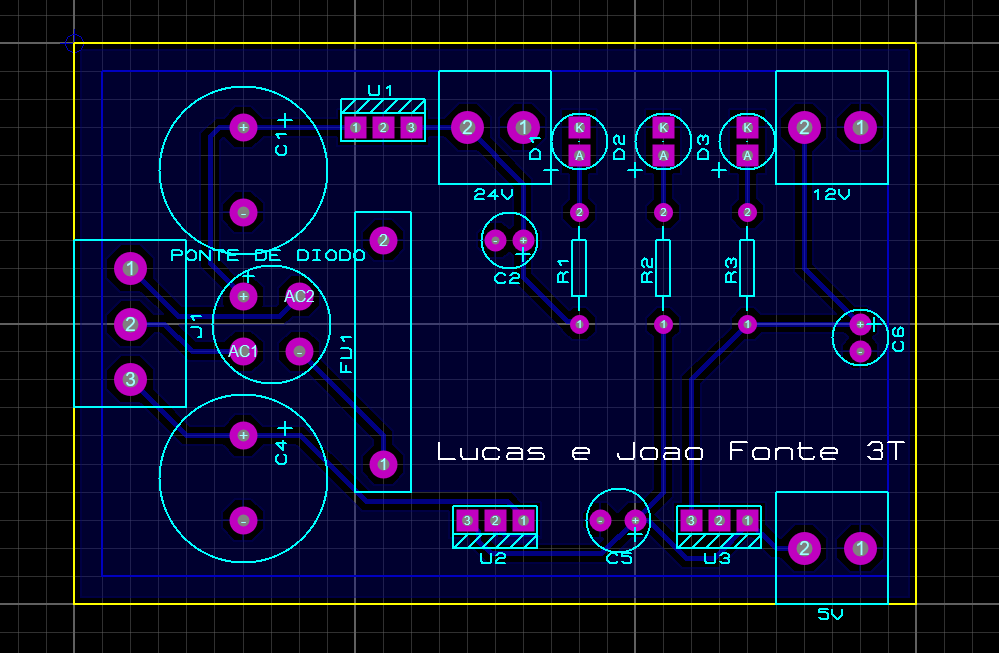 U1
+
C1
1 2 3
2 1
24V
D1
K
A
+
D2
K
A
+
D3
K
A
+
2 1
12V
+
-
2
2
2
PONTE DE DIODO
2
- +
+
C2
R1
R2
R3
1
2
3
J1
+
+
AC2
AC1
-
FU1
1
1
1
1
+
+
-
C6
+
+
C4
-
Lucas e Joao Fonte 3T
3 2 1
U2
- +
+
C5
3 2 1
U3
2 1
5V